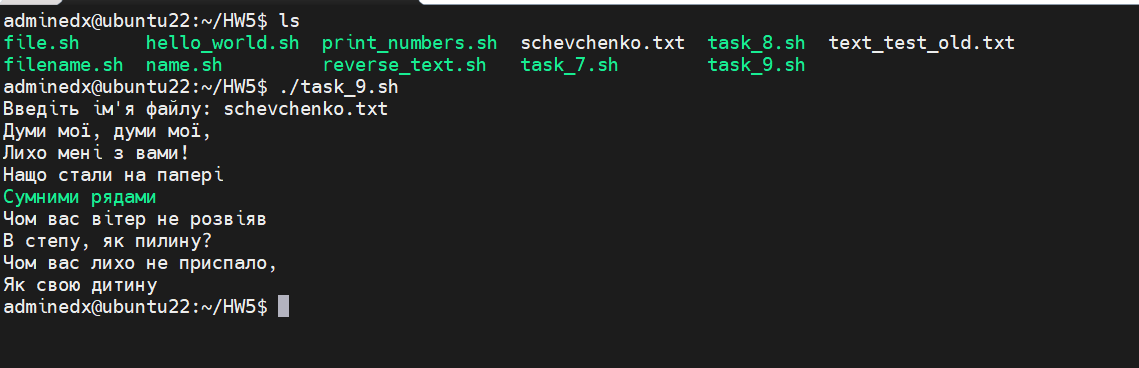 adminedx@ubuntu22:~/HW5$ ls
file.sh hello_world.sh print_numbers.sh schevchenko.txt task_8.sh text_test_old.txt
filename.sh name.sh reverse_text.sh task_7.sh task_9.sh
adminedx@ubuntu22:~/HW5$ ./task_9.sh
Введіть ім'я файлу: schevchenko.txt
Думи мої, думи мої,
Лихо мені з вами!
Нащо стали на папері
Сумними рядами
Чом вас вітер не розвіяв
В степу, як пилину?
Чом вас лихо не приспало,
Як свою дитину
adminedx@ubuntu22:~/HW5$